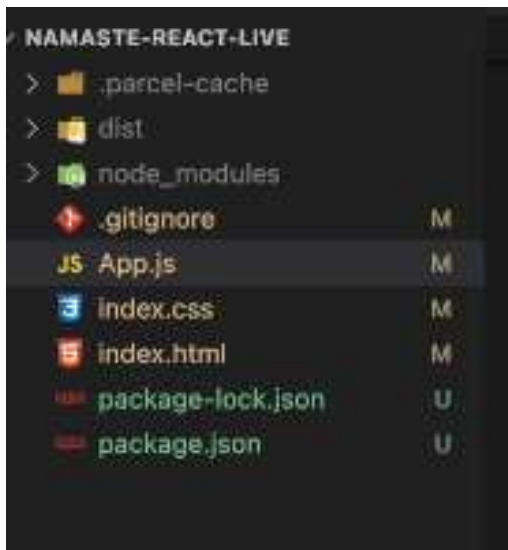 NAMASTE-REACT-LIVE
.parcel-cache
dist
node_modules
.gitignore M
JS App.js M
index.css M
index.html M
package-lock.json U
package.json U